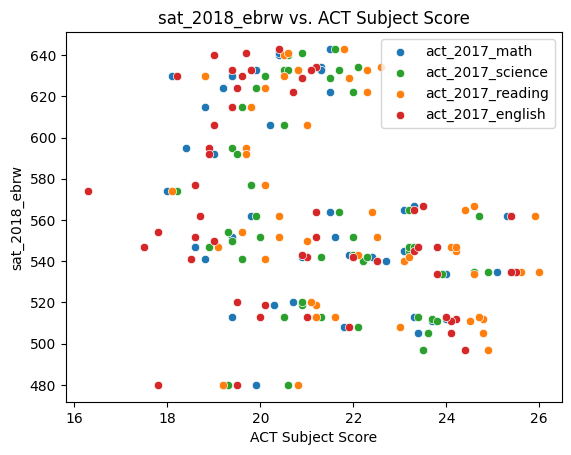 sat_2018_ebrw vs. ACT Subject Score
act_2017_math
act_2017_science
act_2017_reading
act_2017_english
sat_2018_ebrw
640
620
600
580
560
540
520
500
480
16 18 20 22 24 26
ACT Subject Score